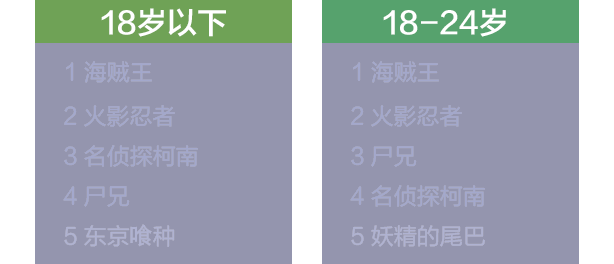 18岁以下
1 海贼王
2 火影忍者
3 名侦探柯南
4 尸兄
5 东京喰种
18-24岁
1 海贼王
2 火影忍者
3 尸兄
4 名侦探柯南
5 妖精的尾巴